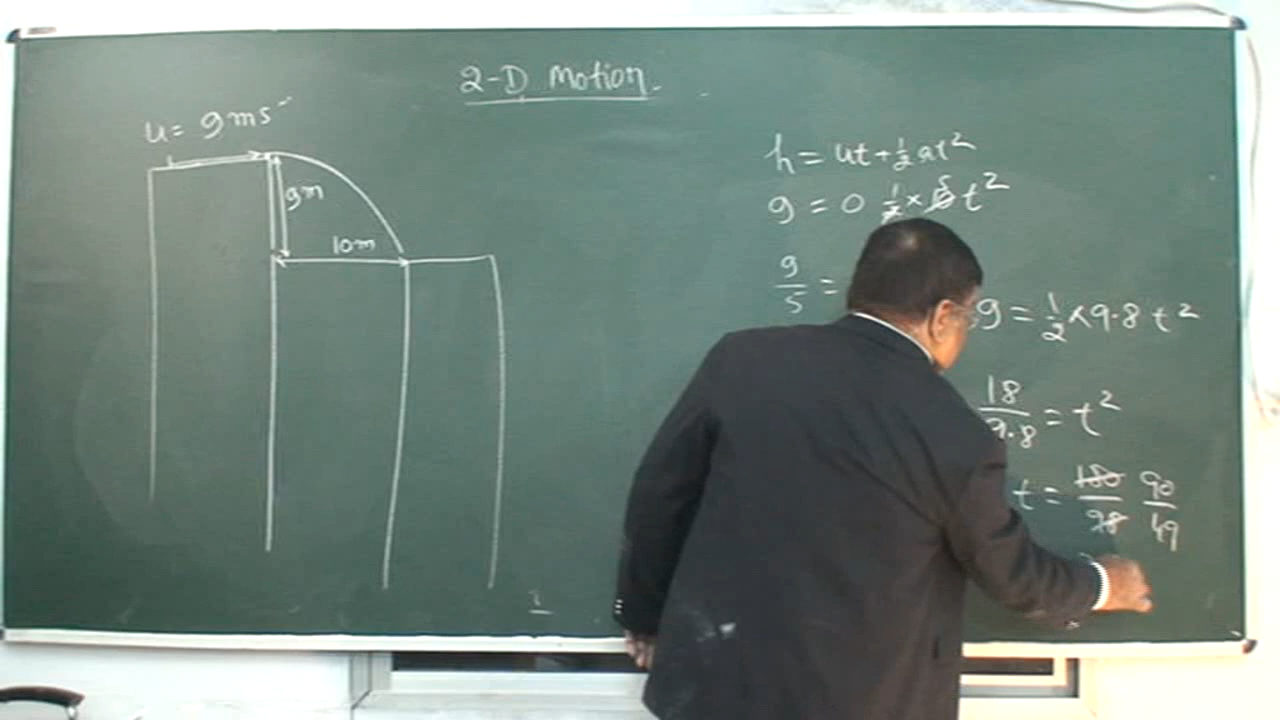 2-D Motion.
u = 9ms⁻
9m
10m
h = ut + ½at²
9 = 0 ½ × 5 t²
9/5 =
9 = ½ × 9.8 t²
18/9.8 = t²
t = 180/98 90/49